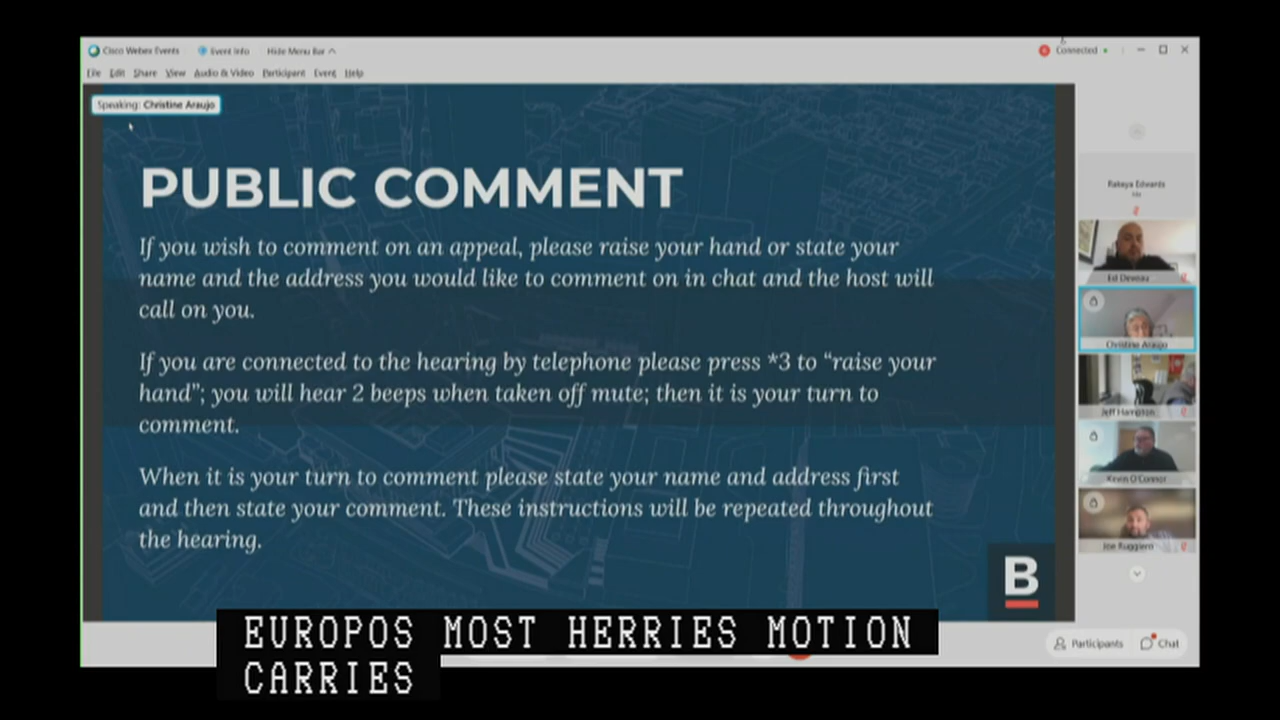 Cisco Webex Events Event Info Hide Menu Bar Connected
File Edit Share View Audio & Video Participant Event Help
Speaking: Christine Araujo
PUBLIC COMMENT
If you wish to comment on an appeal, please raise your hand or state your
name and the address you would like to comment on in chat and the host will
call on you.
If you are connected to the hearing by telephone please press *3 to “raise your
hand”; you will hear 2 beeps when taken off mute; then it is your turn to
comment.
When it is your turn to comment please state your name and address first
and then state your comment. These instructions will be repeated throughout
the hearing.
B
Rakeya Edwards
Me
Ed Deveau
Christine Araujo
Jeff Hampton
Kevin O'Connor
Joe Ruggiero
Participants Chat
EUROPOS MOST HERRIES MOTION
CARRIES